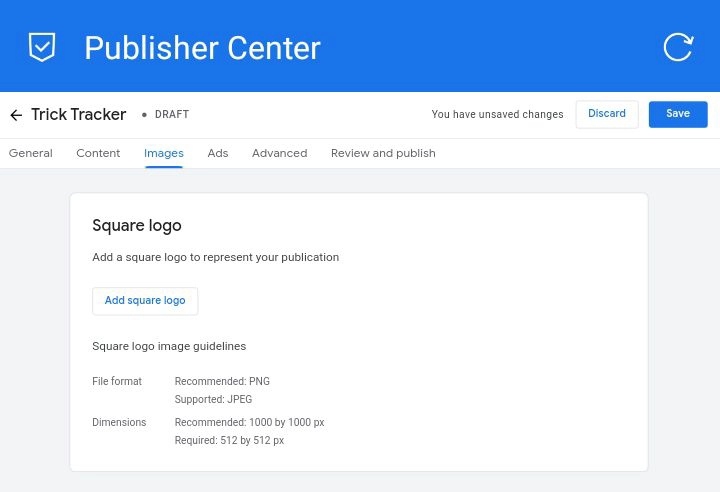 Publisher Center
Trick Tracker • DRAFT You have unsaved changes Discard Save
General Content Images Ads Advanced Review and publish
Square logo
Add a square logo to represent your publication
Add square logo
Square logo image guidelines
File format Recommended: PNG
Supported: JPEG
Dimensions Recommended: 1000 by 1000 px
Required: 512 by 512 px